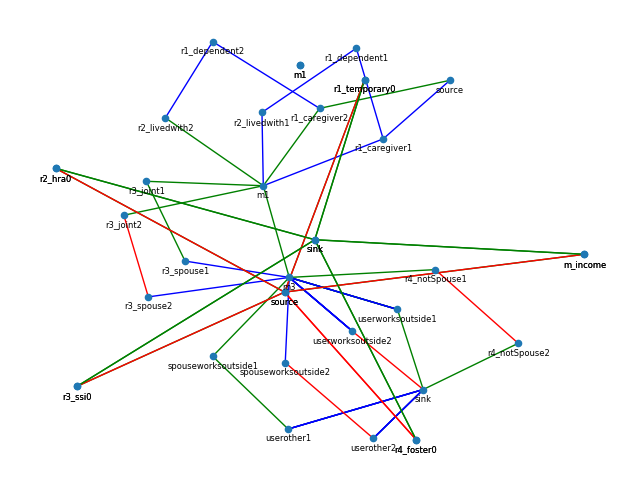 r1_dependent2
r1_dependent1
m1
r1_temporary0
source
r2_livedwith2
r2_livedwith1
r1_caregiver2
r1_caregiver1
r2_hra0
r3_joint1
m1
r3_joint2
sink
m_income
r3_spouse1
r4_notSpouse1
source
r3_spouse2
userworksoutside1
userworksoutside2
r4_notSpouse2
spouseworksoutside1
spouseworksoutside2
r3_ssi0
sink
userother1
userother2
r4_foster0